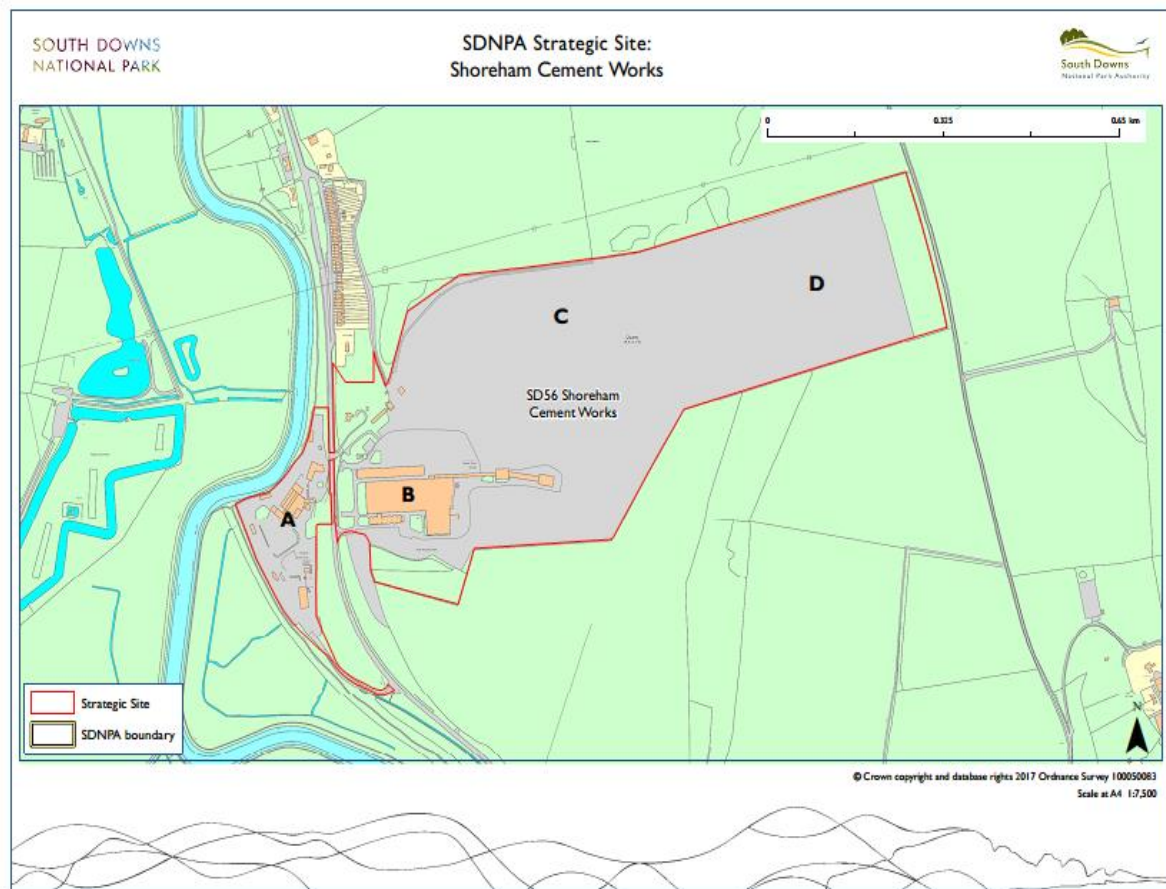 SOUTH DOWNS
NATIONAL PARK
SDNPA Strategic Site:
Shoreham Cement Works
South Downs
National Park Authority
0
0.325
0.65 km
D
C
SD56 Shoreham
Cement Works
B
A
Strategic Site
SDNPA boundary
N
© Crown copyright and database rights 2017 Ordnance Survey 100050083
Scale at A4 1:7,500